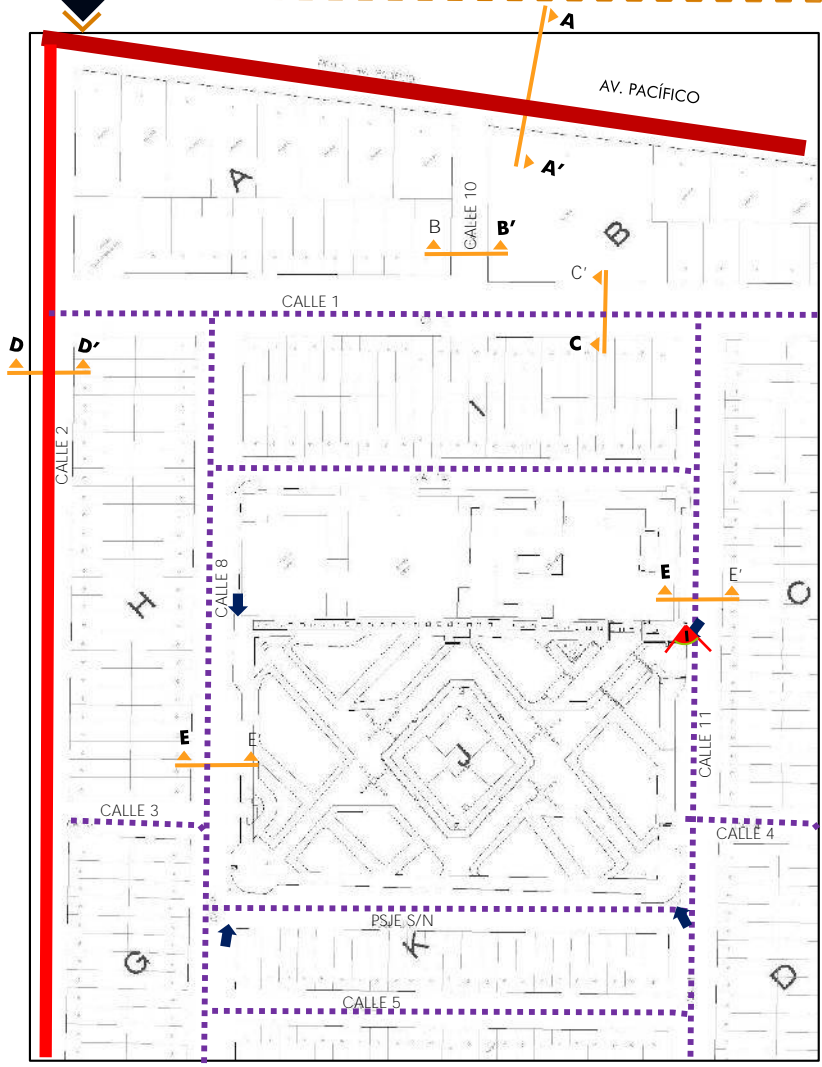 A
AV. PACÍFICO
A'
A
CALLE 10
B
B'
B
C'
CALLE 1
D
D'
C
I
CALLE 2
CALLE 8
E
E'
H
C
CALLE 11
E
E'
J
CALLE 3
CALLE 4
PSJE S/N
K
G
D
CALLE 5